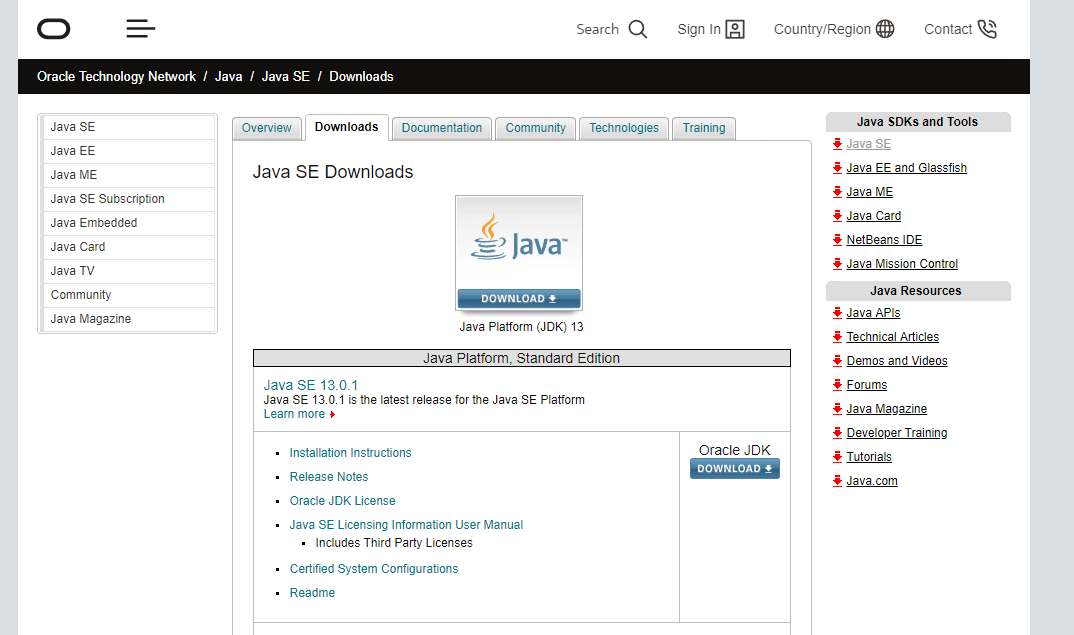 Search
Sign In
Country/Region
Contact
Oracle Technology Network / Java / Java SE / Downloads
Java SE
Java EE
Java ME
Java SE Subscription
Java Embedded
Java Card
Java TV
Community
Java Magazine
Overview
Downloads
Documentation
Community
Technologies
Training
Java SE Downloads
Java™
DOWNLOAD
Java Platform (JDK) 13
Java Platform, Standard Edition
Java SE 13.0.1
Java SE 13.0.1 is the latest release for the Java SE Platform
Learn more
Installation Instructions
Release Notes
Oracle JDK License
Java SE Licensing Information User Manual
Includes Third Party Licenses
Certified System Configurations
Readme
Oracle JDK
DOWNLOAD
Java SDKs and Tools
Java SE
Java EE and Glassfish
Java ME
Java Card
NetBeans IDE
Java Mission Control
Java Resources
Java APIs
Technical Articles
Demos and Videos
Forums
Java Magazine
Developer Training
Tutorials
Java.com